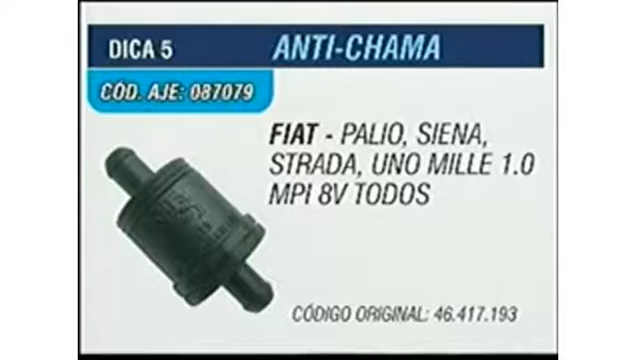 DICA 5
ANTI-CHAMA
CÓD. AJE: 087079
FIAT - PALIO, SIENA,
STRADA, UNO MILLE 1.0
MPI 8V TODOS
CÓDIGO ORIGINAL: 46.417.193